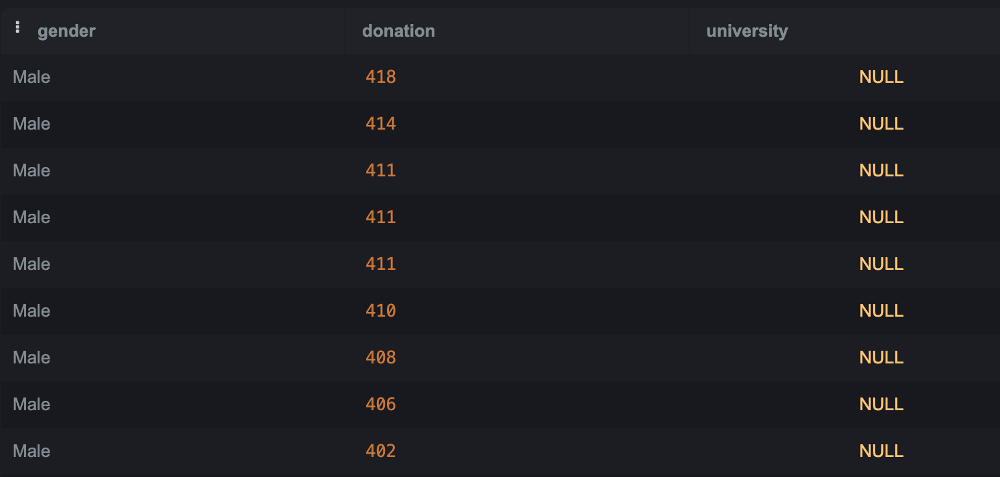 gender donation university
Male 418 NULL
Male 414 NULL
Male 411 NULL
Male 411 NULL
Male 411 NULL
Male 410 NULL
Male 408 NULL
Male 406 NULL
Male 402 NULL